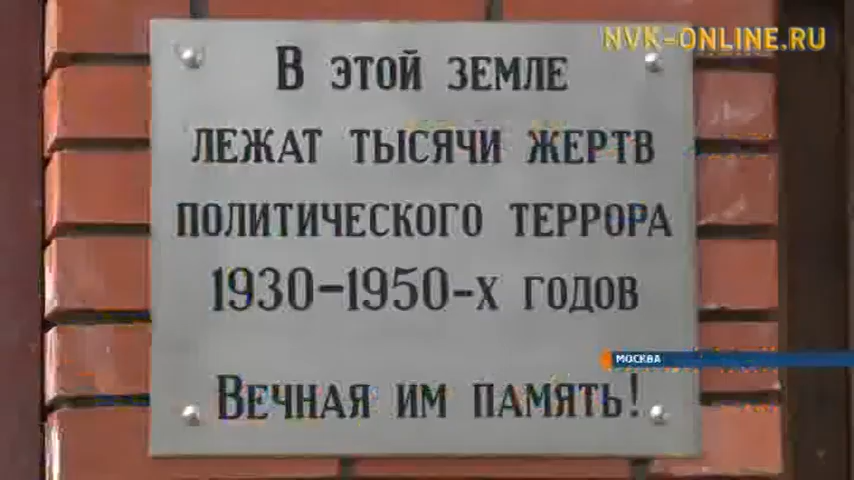 NVK-ONLINE.RU
В ЭТОЙ ЗЕМЛЕ
ЛЕЖАТ ТЫСЯЧИ ЖЕРТВ
ПОЛИТИЧЕСКОГО ТЕРРОРА
1930-1950-Х ГОДОВ
МОСКВА
ВЕЧНАЯ ИМ ПАМЯТЬ!